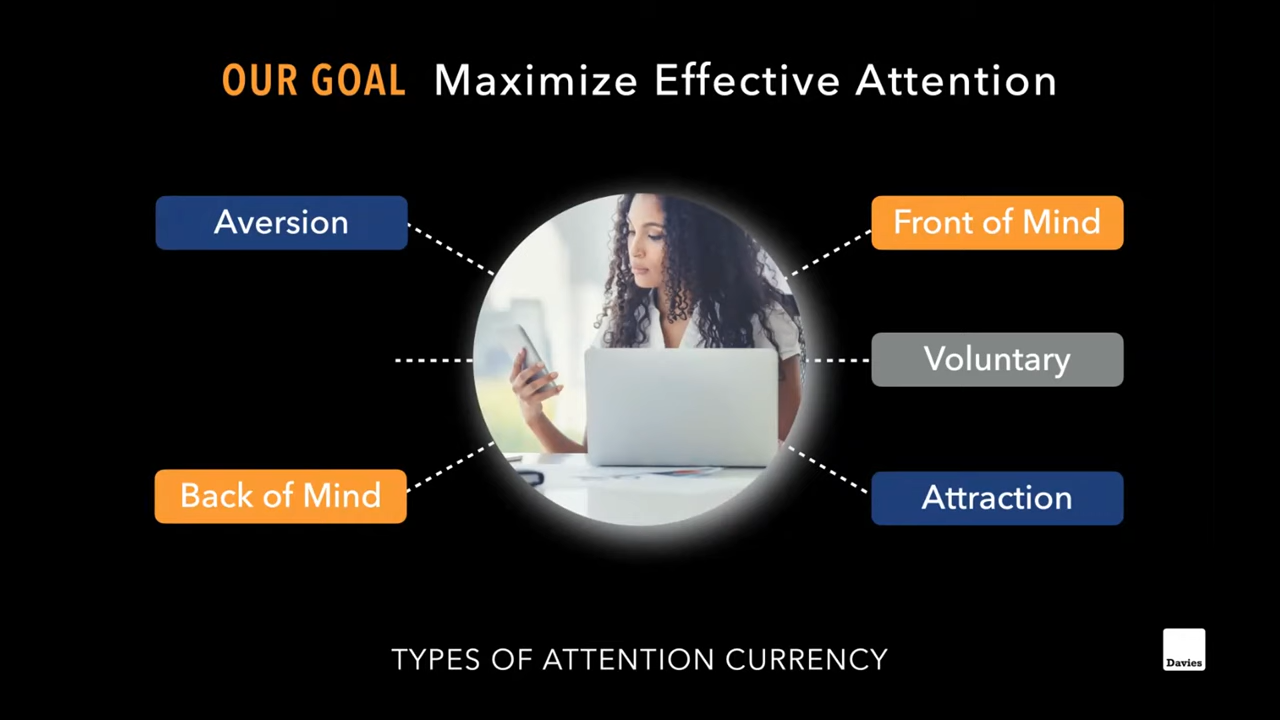 OUR GOAL Maximize Effective Attention
Aversion
Front of Mind
Voluntary
Back of Mind
Attraction
TYPES OF ATTENTION CURRENCY
Davies